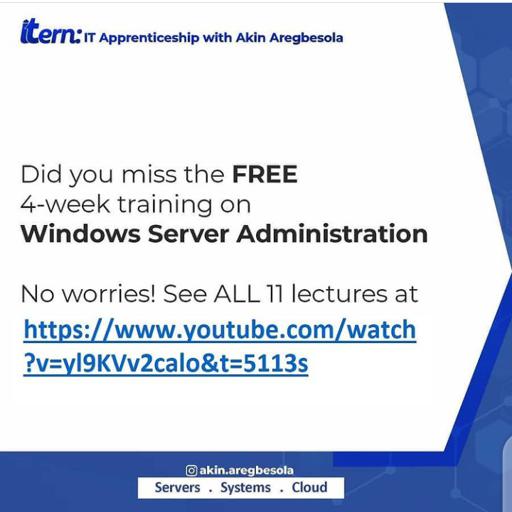 itern: IT Apprenticeship with Akin Aregbesola
Did you miss the FREE
4-week training on
Windows Server Administration
No worries! See ALL 11 lectures at
https://www.youtube.com/watch
?v=yl9KVv2calo&t=5113s
akin.aregbesola
Servers . Systems . Cloud